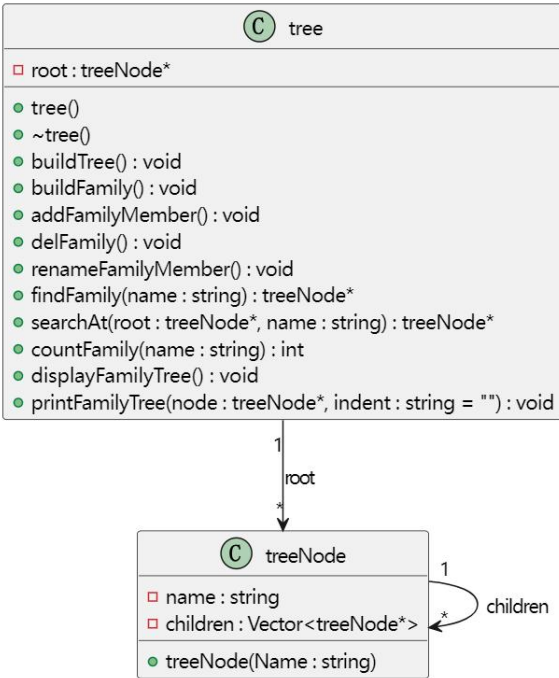 C tree
root : treeNode*
tree()
~tree()
buildTree() : void
buildFamily() : void
addFamilyMember() : void
delFamily() : void
renameFamilyMember() : void
findFamily(name : string) : treeNode*
searchAt(root : treeNode*, name : string) : treeNode*
countFamily(name : string) : int
displayFamilyTree() : void
printFamilyTree(node : treeNode*, indent : string = "") : void
1
root
*
C treeNode
name : string
children : Vector<treeNode*>
treeNode(Name : string)
1
children
*